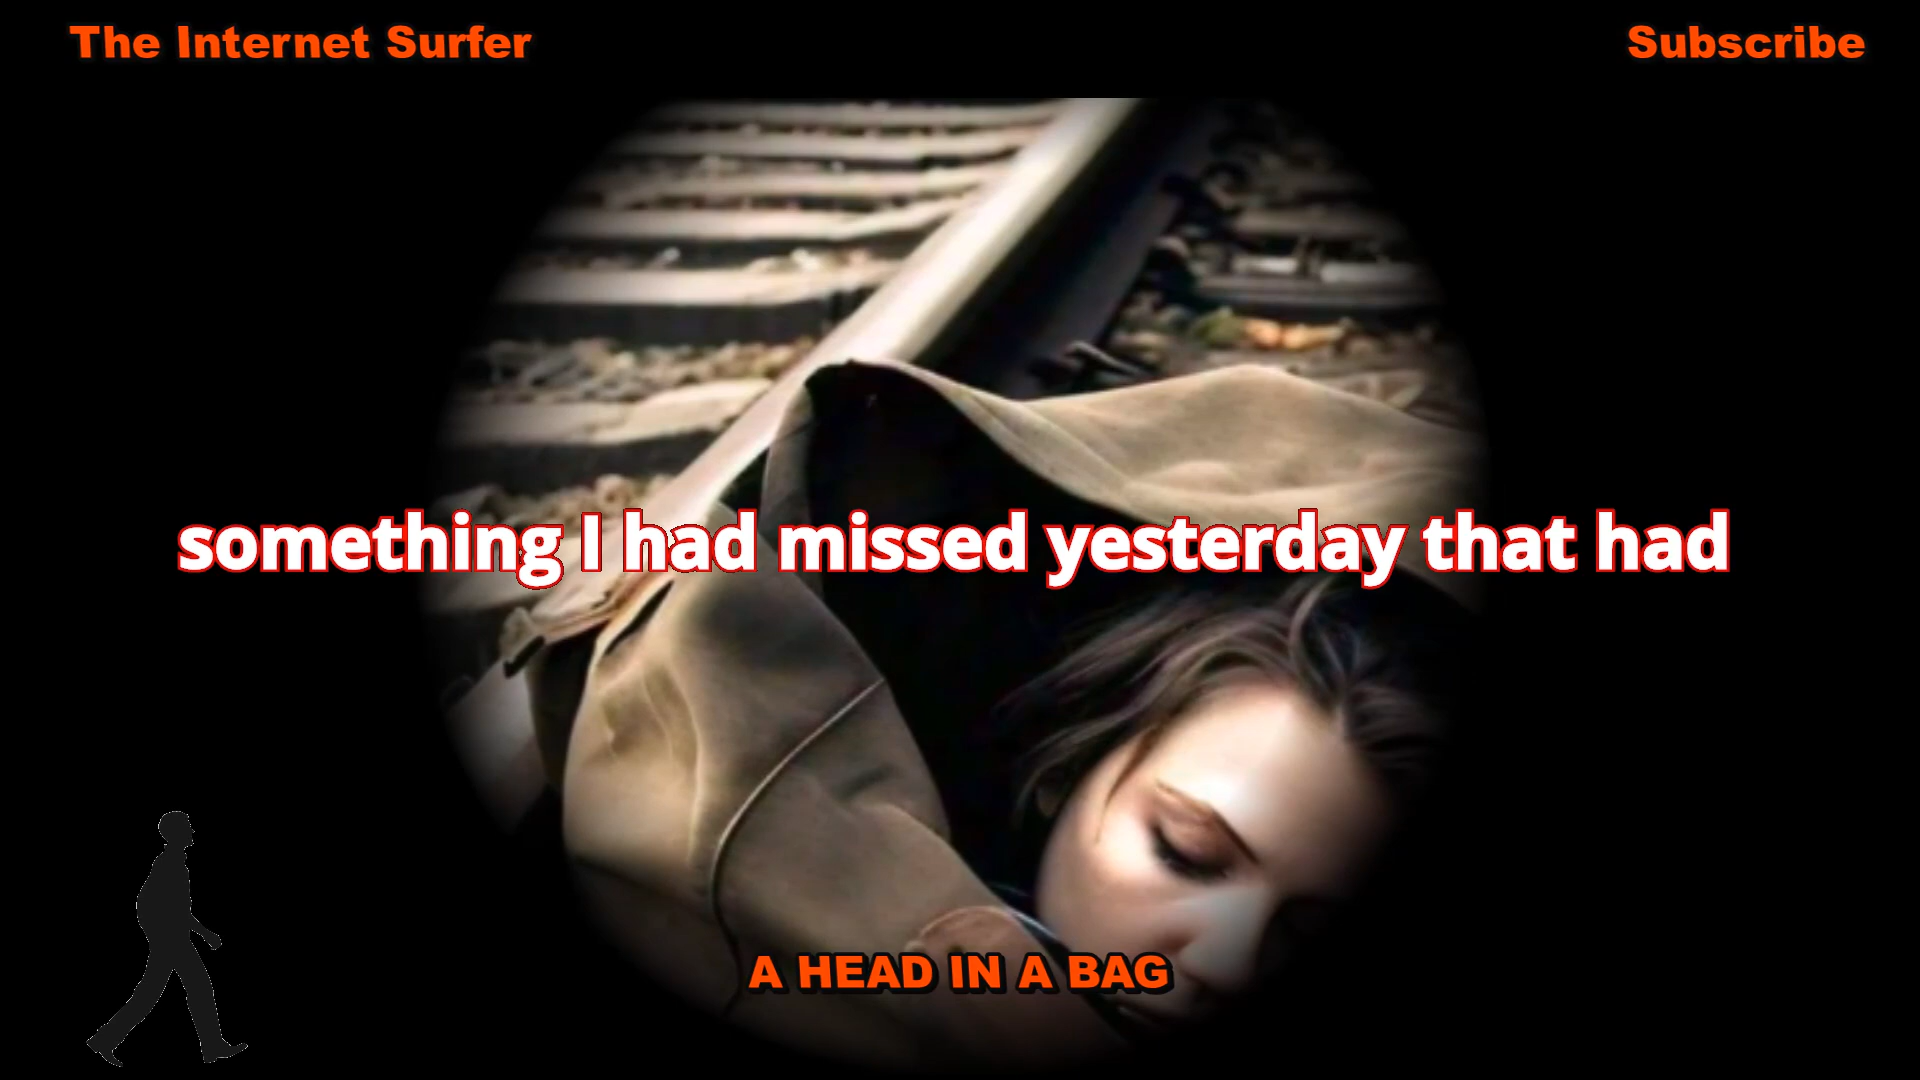 The Internet Surfer
Subscribe
something I had missed yesterday that had
A HEAD IN A BAG